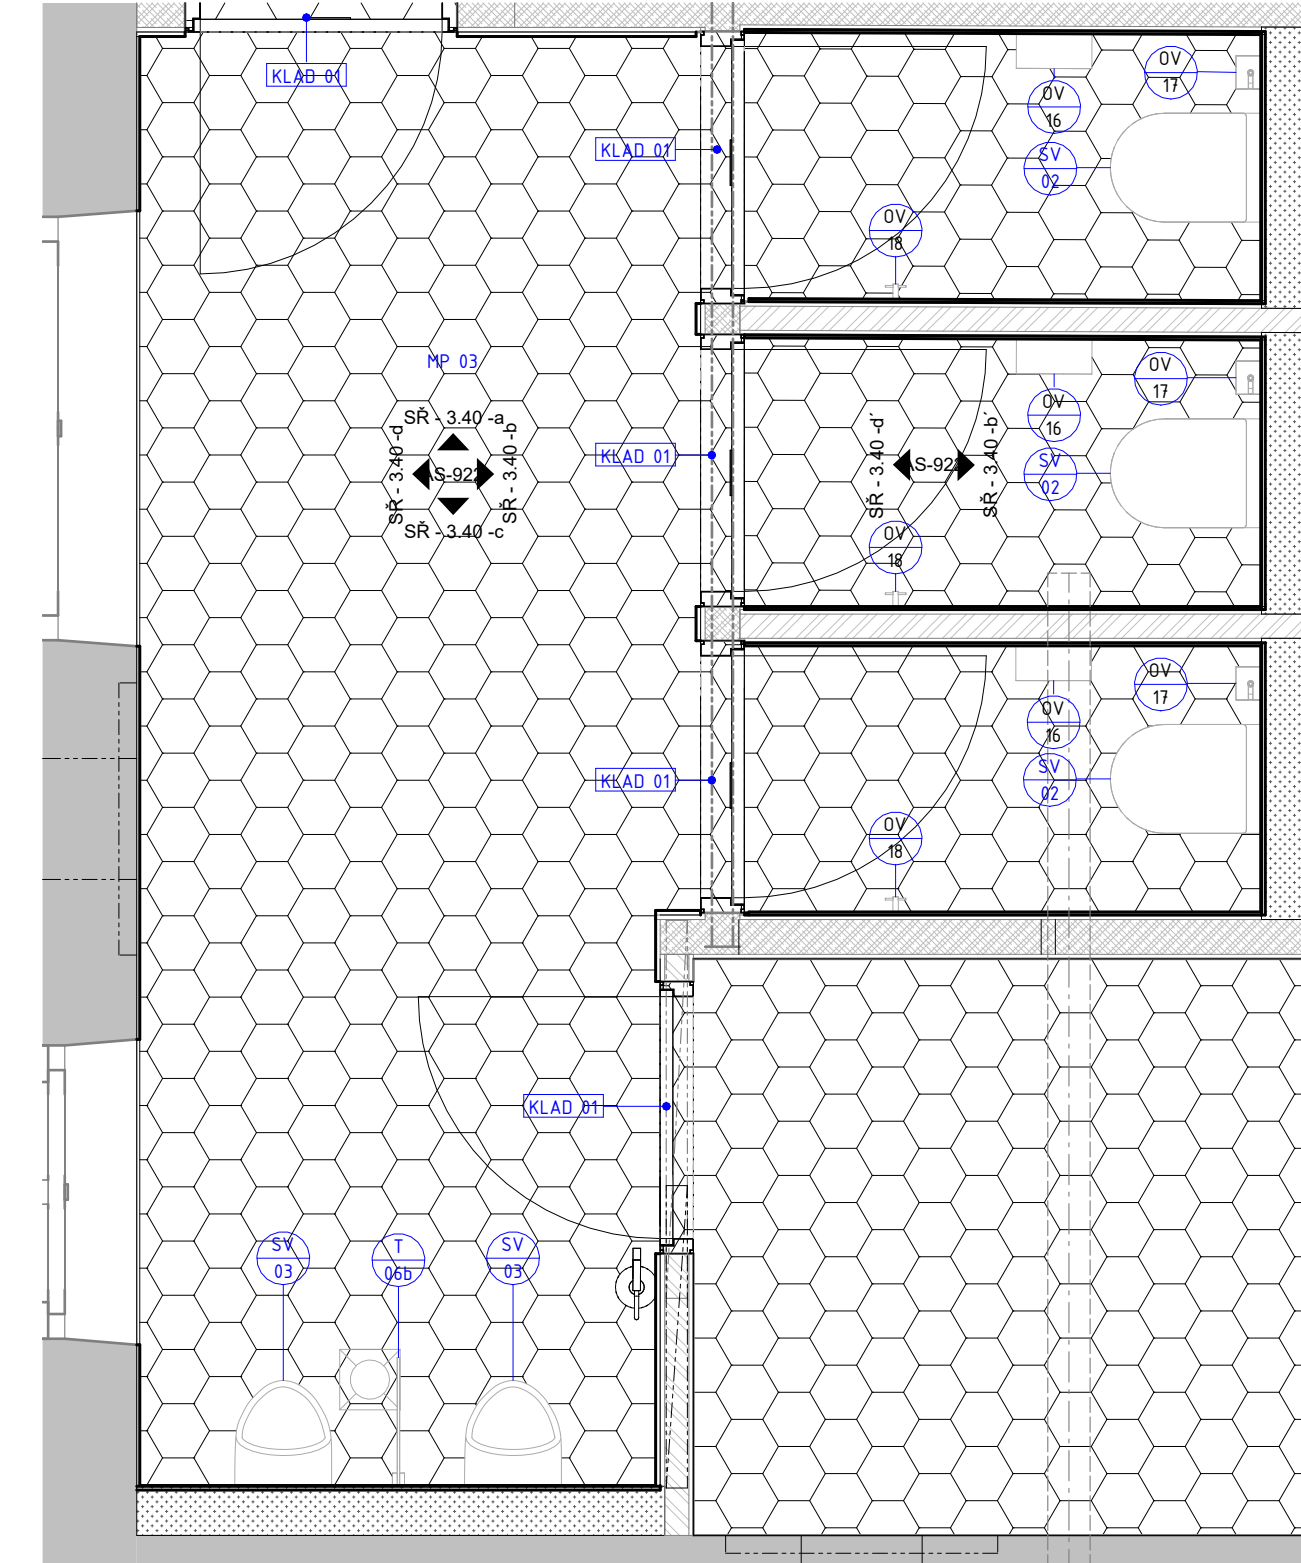 KLAD 01
OV
17
OV
16
KLAD 01
SV
02
OV
18
MP 03
OV
17
SŘ - 3.40 -a
SŘ - 3.40 -d
SŘ - 3.40 -b
SŘ - 3.40 -c
KLAD 01
SŘ - 3.40 -d´
SŘ - 3.40 -b´
OV
16
SV
02
OV
18
OV
17
OV
16
KLAD 01
SV
02
OV
18
KLAD 01
SV
03
T
06b
SV
03